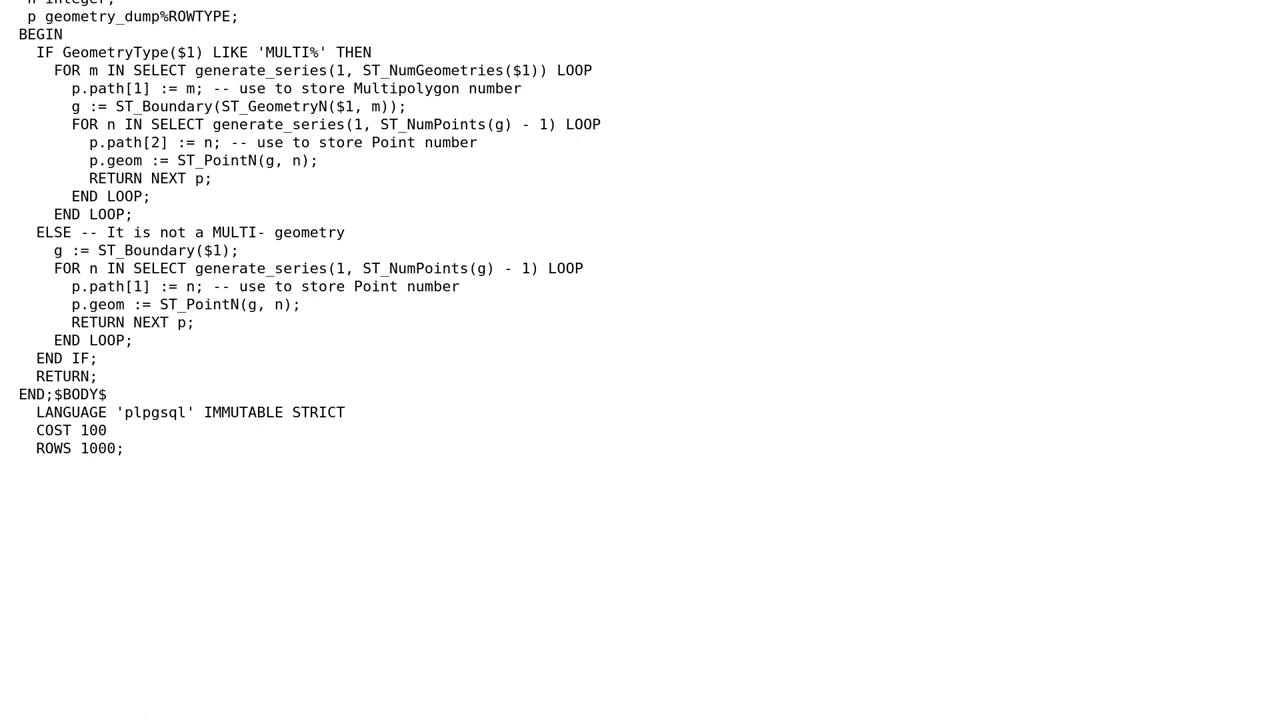 n integer;
p geometry_dump%ROWTYPE;
BEGIN
IF GeometryType($1) LIKE 'MULTI%' THEN
FOR m IN SELECT generate_series(1, ST_NumGeometries($1)) LOOP
p.path[1] := m; -- use to store Multipolygon number
g := ST_Boundary(ST_GeometryN($1, m));
FOR n IN SELECT generate_series(1, ST_NumPoints(g) - 1) LOOP
p.path[2] := n; -- use to store Point number
p.geom := ST_PointN(g, n);
RETURN NEXT p;
END LOOP;
END LOOP;
ELSE -- It is not a MULTI- geometry
g := ST_Boundary($1);
FOR n IN SELECT generate_series(1, ST_NumPoints(g) - 1) LOOP
p.path[1] := n; -- use to store Point number
p.geom := ST_PointN(g, n);
RETURN NEXT p;
END LOOP;
END IF;
RETURN;
END;$BODY$
LANGUAGE 'plpgsql' IMMUTABLE STRICT
COST 100
ROWS 1000;